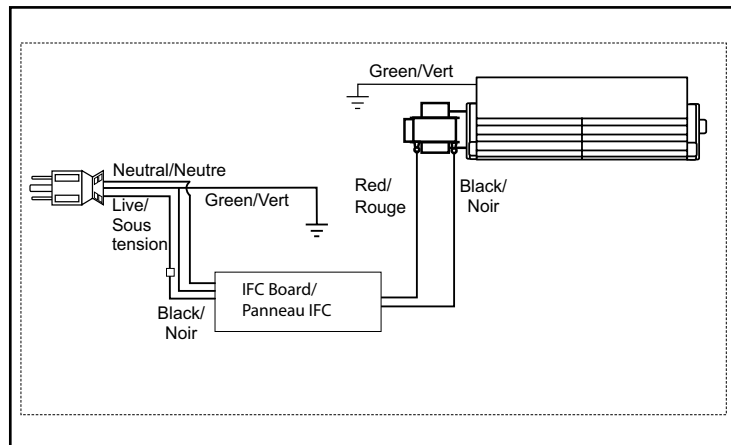 Green/Vert
Neutral/Neutre
Green/Vert
Live/
Sous
tension
Red/
Rouge
Black/
Noir
IFC Board/
Panneau IFC
Black/
Noir